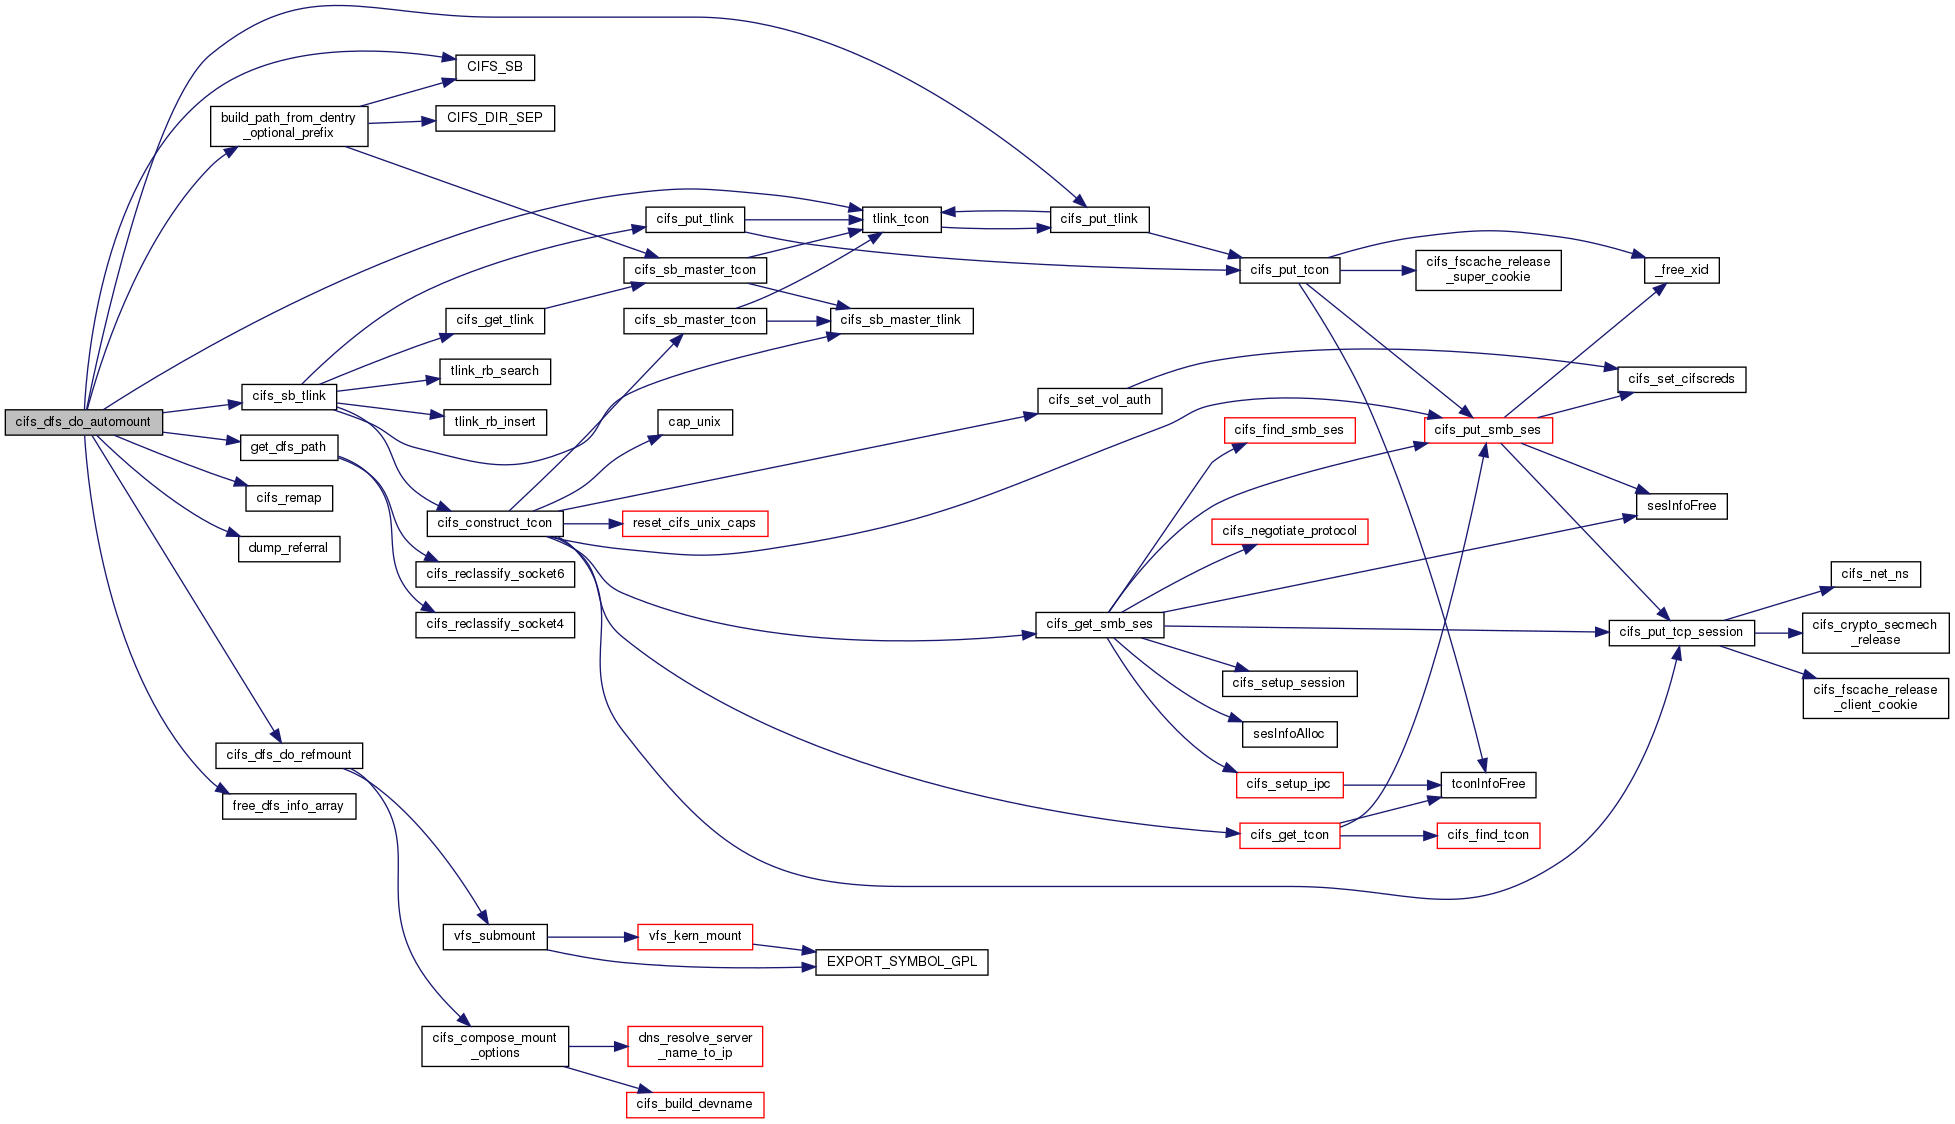 CIFS_SB
build_path_from_dentry
_optional_prefix
CIFS_DIR_SEP
cifs_put_tlink
tlink_tcon
cifs_put_tlink
cifs_sb_master_tcon
cifs_put_tcon
cifs_fscache_release
_super_cookie
_free_xid
cifs_get_tlink
cifs_sb_master_tcon
cifs_sb_master_tlink
tlink_rb_search
cifs_sb_tlink
cifs_set_vol_auth
cifs_set_cifscreds
cifs_dfs_do_automount
tlink_rb_insert
cap_unix
cifs_find_smb_ses
cifs_put_smb_ses
get_dfs_path
cifs_remap
sesInfoFree
cifs_construct_tcon
reset_cifs_unix_caps
cifs_negotiate_protocol
dump_referral
cifs_reclassify_socket6
cifs_net_ns
cifs_reclassify_socket4
cifs_get_smb_ses
cifs_put_tcp_session
cifs_crypto_secmech
_release
cifs_setup_session
cifs_fscache_release
_client_cookie
sesInfoAlloc
cifs_dfs_do_refmount
cifs_setup_ipc
tconInfoFree
free_dfs_info_array
cifs_get_tcon
cifs_find_tcon
vfs_submount
vfs_kern_mount
EXPORT_SYMBOL_GPL
cifs_compose_mount
_options
dns_resolve_server
_name_to_ip
cifs_build_devname